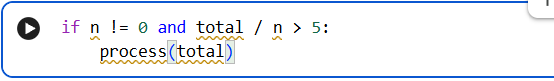 if n != 0 and total / n > 5:
    process(total)